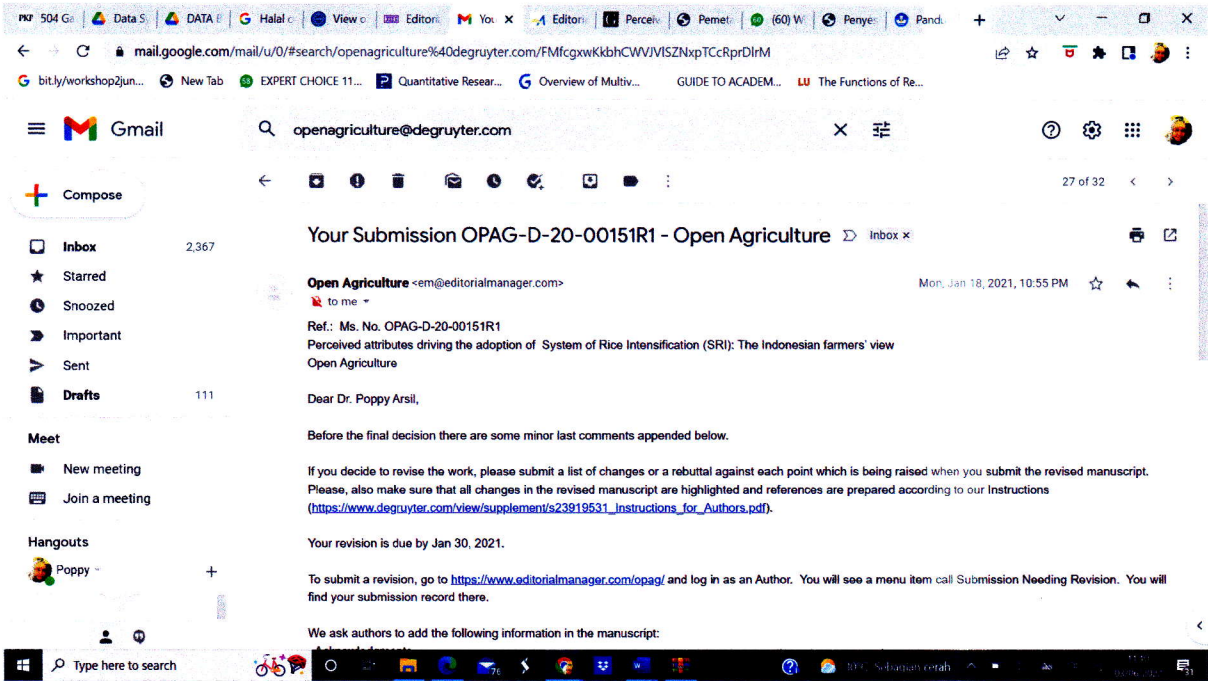 PKP 504 Ga
Data S
DATA E
G Halal c
View o
Editori
You
Editori
Perceiv
Pemet
(60) W
Penyes
Pandu
mail.google.com/mail/u/0/#search/openagriculture%40degruyter.com/FMfcgxwKkbhCWVJVlSZNxpTCcRprDlrM
bit.ly/workshop2jun...
New Tab
EXPERT CHOICE 11...
Quantitative Resear...
Overview of Multiv...
GUIDE TO ACADEM...
LU The Functions of Re...
Gmail
openagriculture@degruyter.com
Compose
27 of 32
Inbox 2,367
Starred
Snoozed
Important
Sent
Drafts 111
Meet
New meeting
Join a meeting
Hangouts
Poppy
Your Submission OPAG-D-20-00151R1 - Open Agriculture Inbox ×
Open Agriculture <em@editorialmanager.com> Mon, Jan 18, 2021, 10:55 PM
to me
Ref.: Ms. No. OPAG-D-20-00151R1
Perceived attributes driving the adoption of System of Rice Intensification (SRI): The Indonesian farmers' view
Open Agriculture
Dear Dr. Poppy Arsil,
Before the final decision there are some minor last comments appended below.
If you decide to revise the work, please submit a list of changes or a rebuttal against each point which is being raised when you submit the revised manuscript.
Please, also make sure that all changes in the revised manuscript are highlighted and references are prepared according to our Instructions
(https://www.degruyter.com/view/supplement/s23919531_Instructions_for_Authors.pdf).
Your revision is due by Jan 30, 2021.
To submit a revision, go to https://www.editorialmanager.com/opag/ and log in as an Author. You will see a menu item call Submission Needing Revision. You will
find your submission record there.
We ask authors to add the following information in the manuscript:
Type here to search
76
Sebagian cerah
31